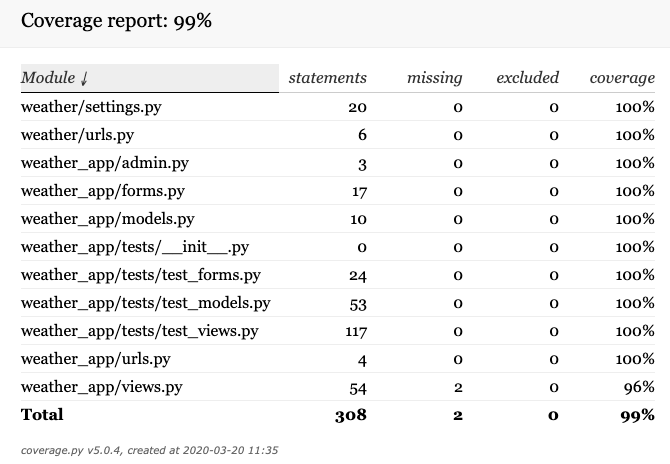 Coverage report: 99%
Module ↓ statements missing excluded coverage
weather/settings.py 20 0 0 100%
weather/urls.py 6 0 0 100%
weather_app/admin.py 3 0 0 100%
weather_app/forms.py 17 0 0 100%
weather_app/models.py 10 0 0 100%
weather_app/tests/__init__.py 0 0 0 100%
weather_app/tests/test_forms.py 24 0 0 100%
weather_app/tests/test_models.py 53 0 0 100%
weather_app/tests/test_views.py 117 0 0 100%
weather_app/urls.py 4 0 0 100%
weather_app/views.py 54 2 0 96%
Total 308 2 0 99%
coverage.py v5.0.4, created at 2020-03-20 11:35